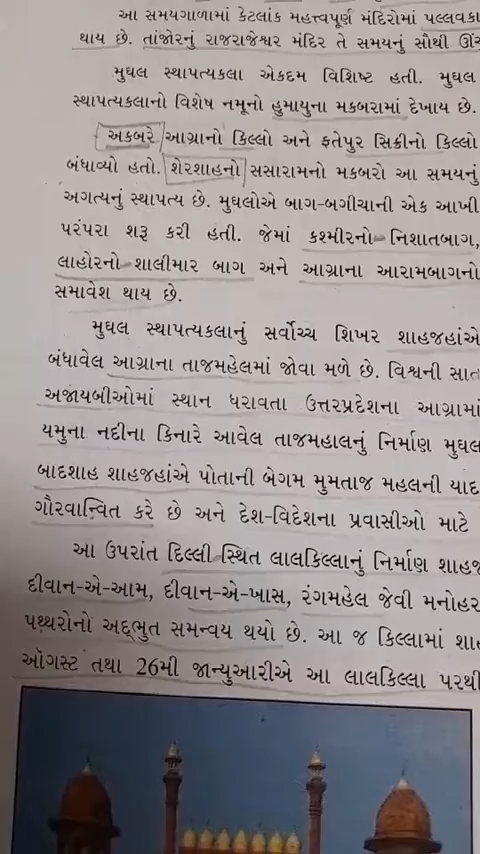 આ સમયગાળામાં કેટલાંક મહત્ત્વપૂર્ણ મંદિરોમાં પલ્લવકા
થાય છે. તાંજોરનું રાજરાજેશ્વર મંદિર તે સમયનું સૌથી ઊં
મુઘલ સ્થાપત્યકલા એકદમ વિશિષ્ટ હતી. મુઘલ
સ્થાપત્યકલાનો વિશેષ નમૂનો હુમાયુના મકબરામાં દેખાય છે.
અકબરે આગ્રાનો કિલ્લો અને ફતેપુર સિક્રીનો કિલ્લો
બંધાવ્યો હતો. શેરશાહનો સસારામનો મકબરો આ સમયનું
અગત્યનું સ્થાપત્ય છે. મુઘલોએ બાગ-બગીચાની એક આખી
પરંપરા શરૂ કરી હતી. જેમાં કશ્મીરનો નિશાતબાગ,
લાહોરનો શાલીમાર બાગ અને આગ્રાના આરામબાગનો
સમાવેશ થાય છે.
મુઘલ સ્થાપત્યકલાનું સર્વોચ્ચ શિખર શાહજહાંએ
બંધાવેલ આગ્રાના તાજમહેલમાં જોવા મળે છે. વિશ્વની સાત
અજાયબીઓમાં સ્થાન ધરાવતા ઉત્તરપ્રદેશના આગ્રામાં
યમુના નદીના કિનારે આવેલ તાજમહાલનું નિર્માણ મુઘલ
બાદશાહ શાહજહાંએ પોતાની બેગમ મુમતાજ મહલની યાદ
ગૌરવાન્વિત કરે છે અને દેશ-વિદેશના પ્રવાસીઓ માટે
આ ઉપરાંત દિલ્લી સ્થિત લાલકિલ્લાનું નિર્માણ શાહજ
દીવાન-એ-આમ, દીવાન-એ-ખાસ, રંગમહેલ જેવી મનોહર
પથ્થરોનો અદ્ભુત સમન્વય થયો છે. આ જ કિલ્લામાં શા
ઑગસ્ટ તથા 26મી જાન્યુઆરીએ આ લાલકિલ્લા પરથી